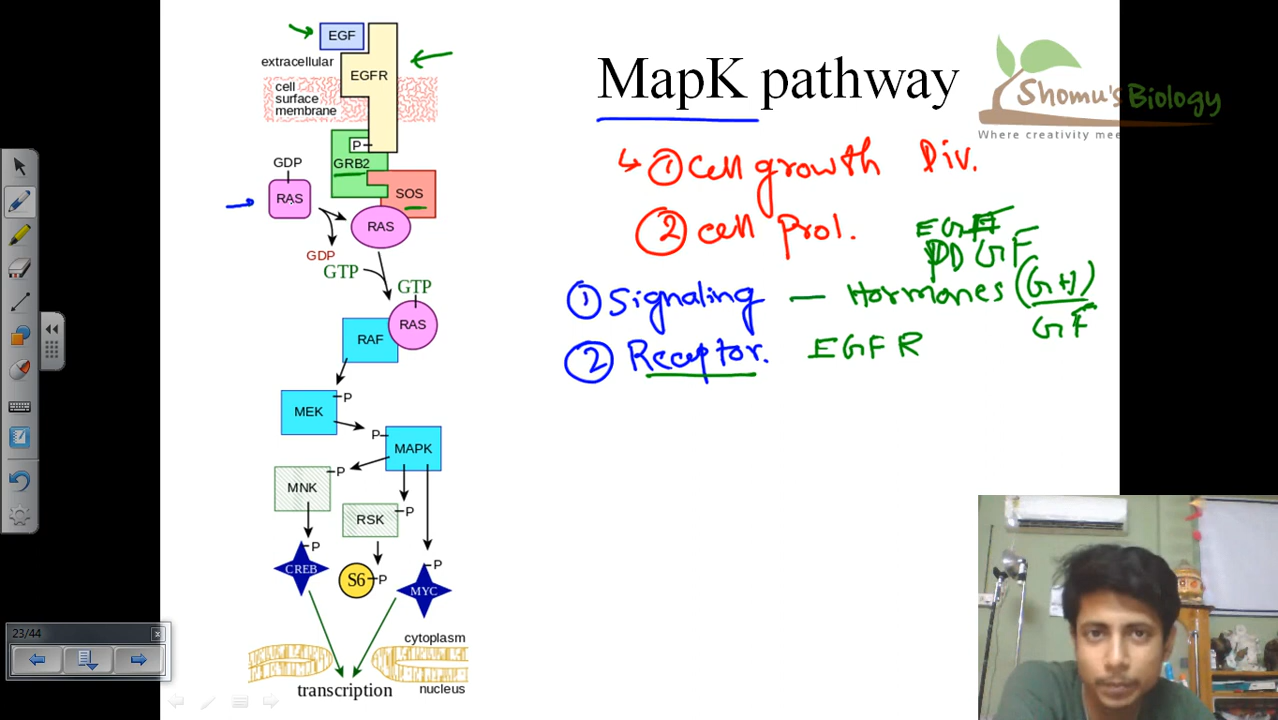 EGF
extracellular
EGFR
cell
surface
membrane
P
GRB2
GDP
RAS
SOS
RAS
GDP
GTP
GTP
RAS
RAF
P
MEK
P
MAPK
P
MNK
P
RSK
P
CREB
S6
P
P
MYC
cytoplasm
transcription
nucleus
MapK pathway
Shomu's Biology
Where creativity mee
↳ ① Cell growth Div.
② cell Prol.
EGF
PDGF
① Signaling — Hormones (GH)
GF
② Receptor. EGFR
23/44